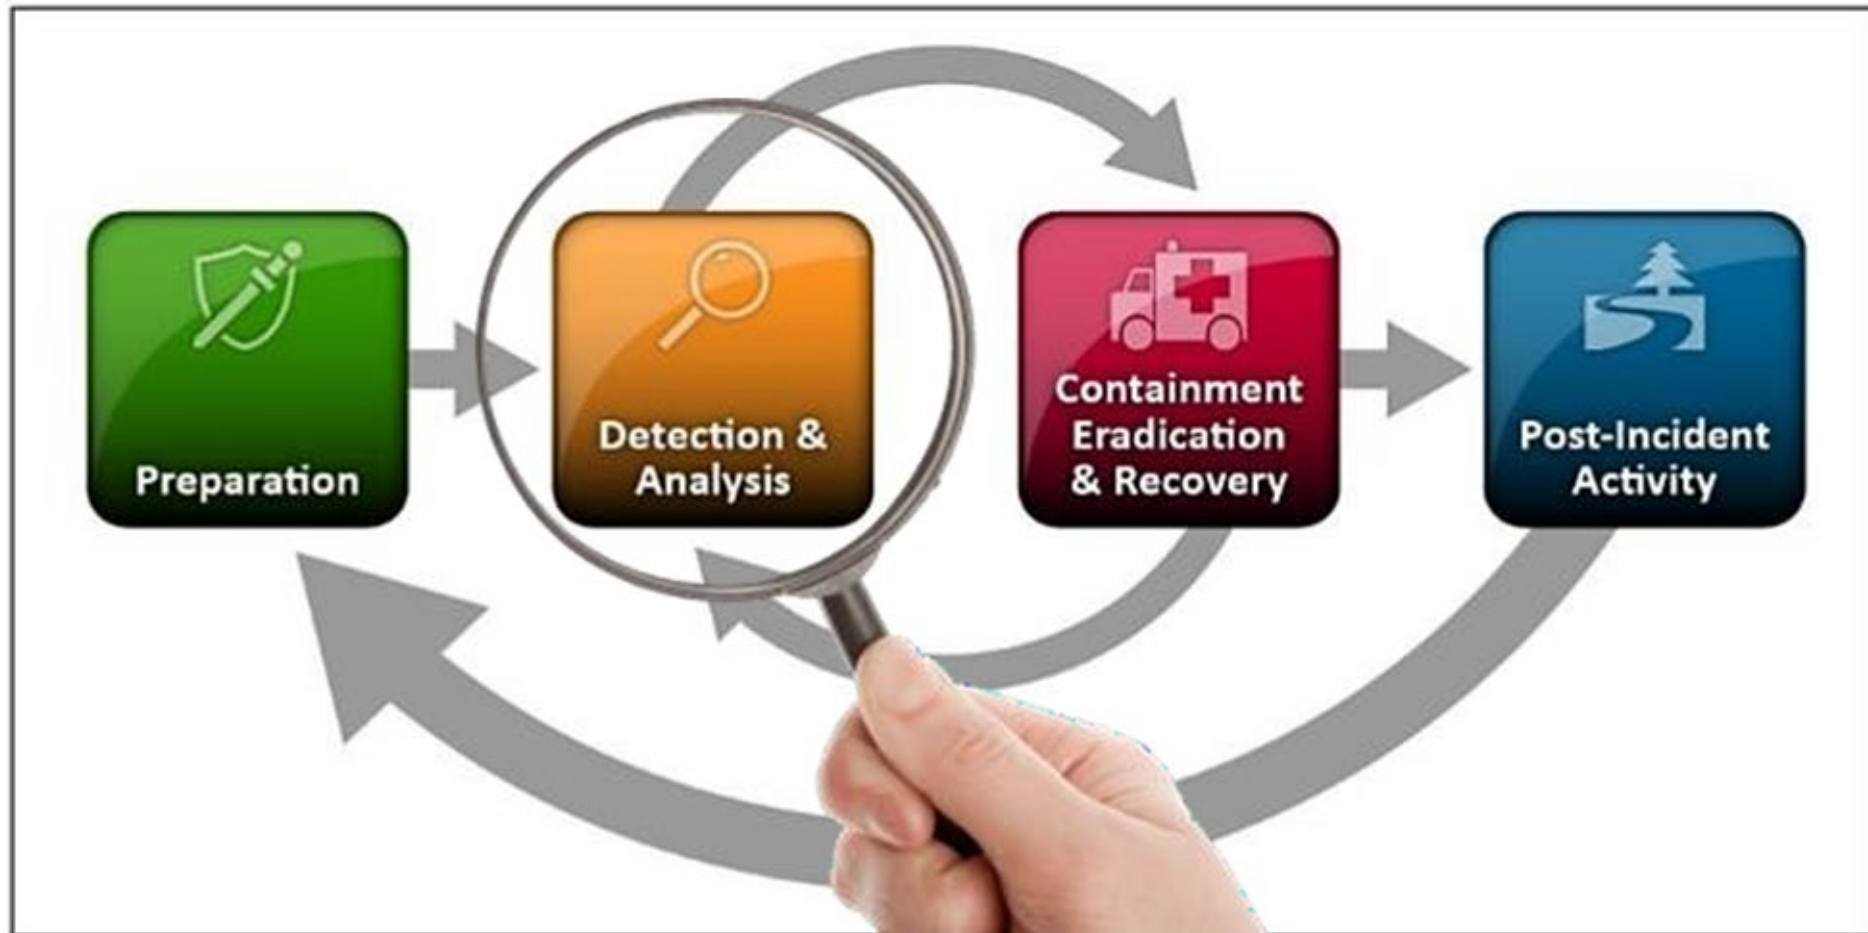 Preparation
Detection &
Analysis
Containment
Eradication
& Recovery
Post-Incident
Activity